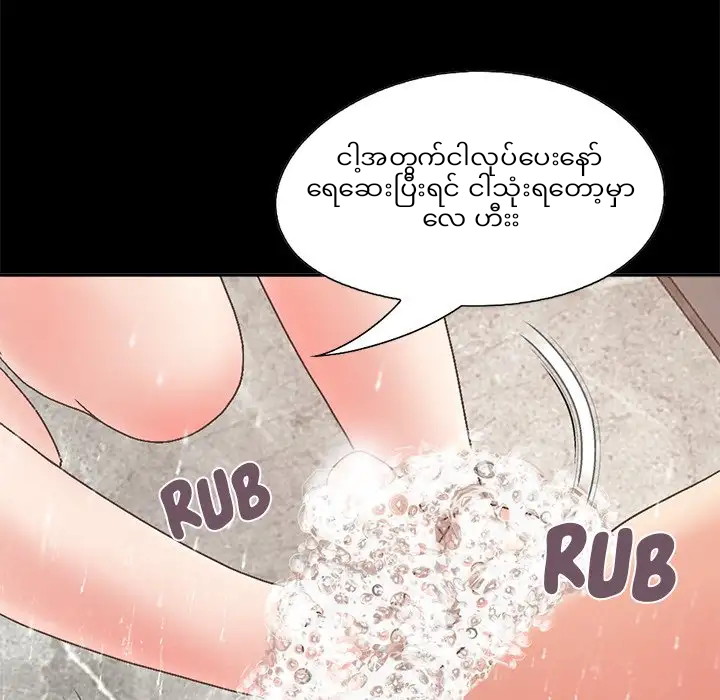 ငါ့အတွက်ငါလုပ်ပေးနော်
ရေဆေးပြီးရင် ငါသုံးရတော့မှာ
လေ ဟီးး
RUB
RUB